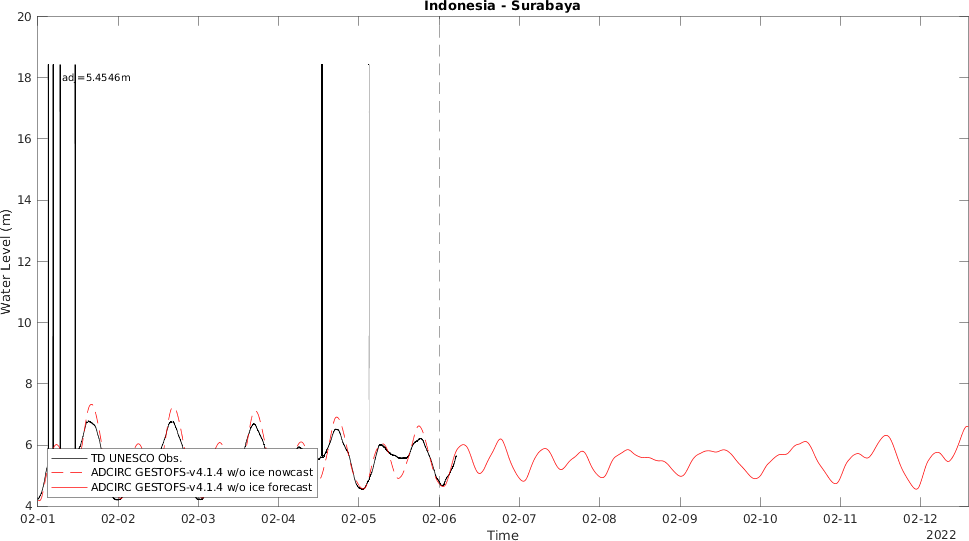 Indonesia - Surabaya
20
18
16
14
12
10
8
6
4
Water Level (m)
ad =5.4546m
TD UNESCO Obs.
ADCIRC GESTOFS-v4.1.4 w/o ice nowcast
ADCIRC GESTOFS-v4.1.4 w/o ice forecast
02-01 02-02 02-03 02-04 02-05 02-06 02-07 02-08 02-09 02-10 02-11 02-12
Time
2022